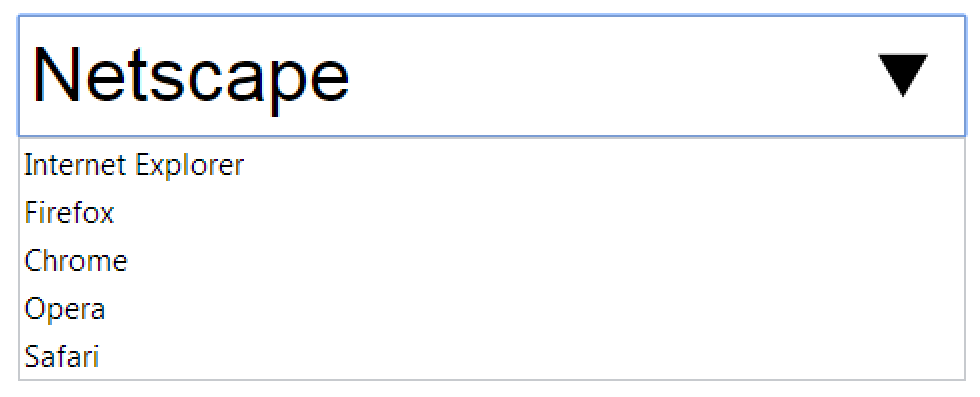 Netscape
Internet Explorer
Firefox
Chrome
Opera
Safari